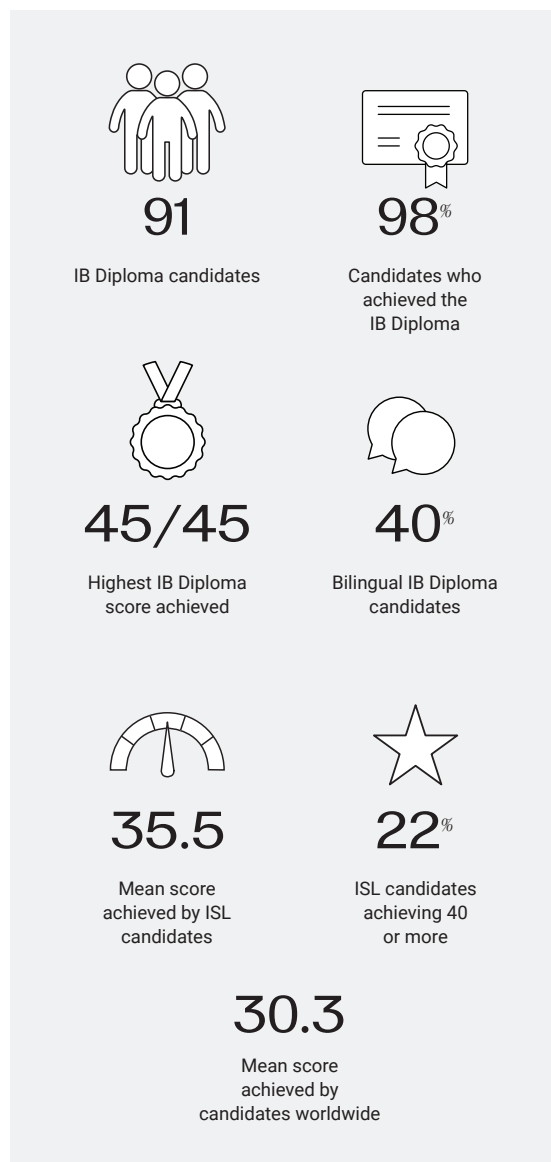 91
IB Diploma candidates
98%
Candidates who
achieved the
IB Diploma
45/45
Highest IB Diploma
score achieved
40%
Bilingual IB Diploma
candidates
35.5
Mean score
achieved by ISL
candidates
22%
ISL candidates
achieving 40
or more
30.3
Mean score
achieved by
candidates worldwide